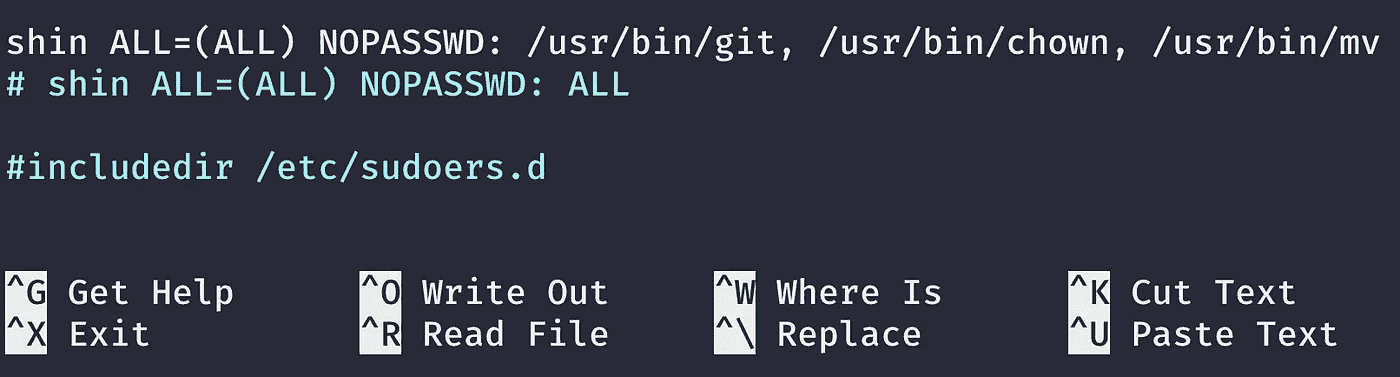 shin ALL=(ALL) NOPASSWD: /usr/bin/git, /usr/bin/chown, /usr/bin/mv
# shin ALL=(ALL) NOPASSWD: ALL
#includedir /etc/sudoers.d
^G Get Help ^O Write Out ^W Where Is ^K Cut Text
^X Exit ^R Read File ^\ Replace ^U Paste Text